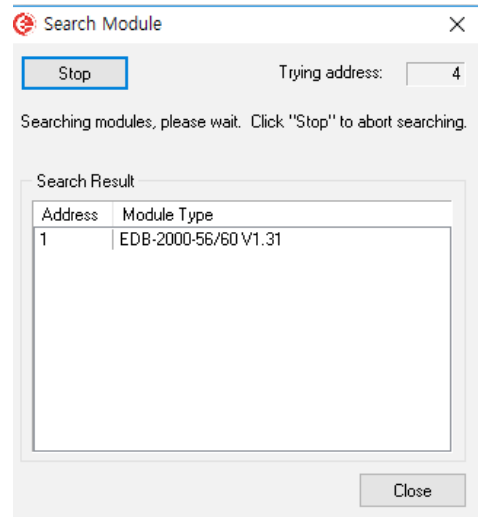 Search Module
Stop Trying address: 4
Searching modules, please wait. Click "Stop" to abort searching.
Search Result
Address Module Type
1 EDB-2000-56/60 V1.31
Close